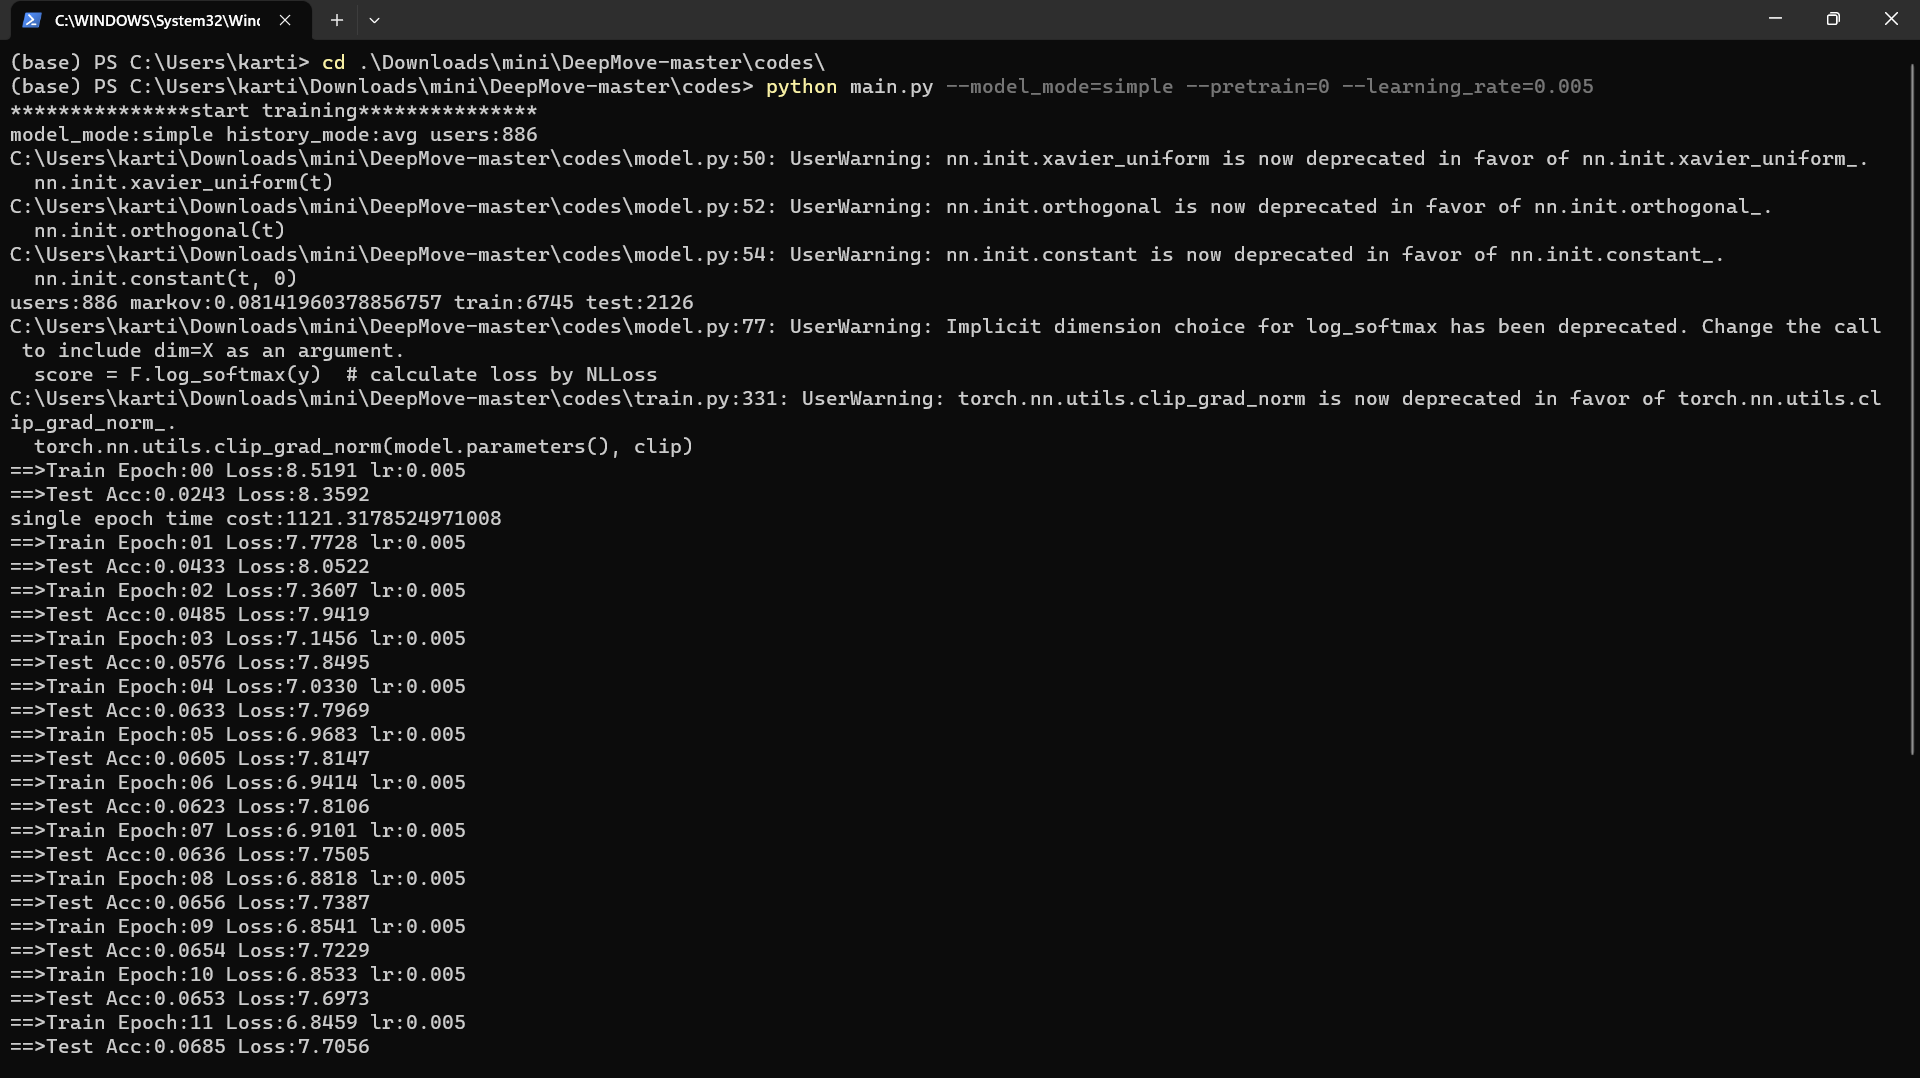 C:\WINDOWS\System32\Winc
(base) PS C:\Users\karti> cd .\Downloads\mini\DeepMove-master\codes\
(base) PS C:\Users\karti\Downloads\mini\DeepMove-master\codes> python main.py --model_mode=simple --pretrain=0 --learning_rate=0.005
***************start training***************
model_mode:simple history_mode:avg users:886
C:\Users\karti\Downloads\mini\DeepMove-master\codes\model.py:50: UserWarning: nn.init.xavier_uniform is now deprecated in favor of nn.init.xavier_uniform_.
  nn.init.xavier_uniform(t)
C:\Users\karti\Downloads\mini\DeepMove-master\codes\model.py:52: UserWarning: nn.init.orthogonal is now deprecated in favor of nn.init.orthogonal_.
  nn.init.orthogonal(t)
C:\Users\karti\Downloads\mini\DeepMove-master\codes\model.py:54: UserWarning: nn.init.constant is now deprecated in favor of nn.init.constant_.
  nn.init.constant(t, 0)
users:886 markov:0.08141960378856757 train:6745 test:2126
C:\Users\karti\Downloads\mini\DeepMove-master\codes\model.py:77: UserWarning: Implicit dimension choice for log_softmax has been deprecated. Change the call
 to include dim=X as an argument.
  score = F.log_softmax(y)  # calculate loss by NLLoss
C:\Users\karti\Downloads\mini\DeepMove-master\codes\train.py:331: UserWarning: torch.nn.utils.clip_grad_norm is now deprecated in favor of torch.nn.utils.cl
ip_grad_norm_.
  torch.nn.utils.clip_grad_norm(model.parameters(), clip)
==>Train Epoch:00 Loss:8.5191 lr:0.005
==>Test Acc:0.0243 Loss:8.3592
single epoch time cost:1121.3178524971008
==>Train Epoch:01 Loss:7.7728 lr:0.005
==>Test Acc:0.0433 Loss:8.0522
==>Train Epoch:02 Loss:7.3607 lr:0.005
==>Test Acc:0.0485 Loss:7.9419
==>Train Epoch:03 Loss:7.1456 lr:0.005
==>Test Acc:0.0576 Loss:7.8495
==>Train Epoch:04 Loss:7.0330 lr:0.005
==>Test Acc:0.0633 Loss:7.7969
==>Train Epoch:05 Loss:6.9683 lr:0.005
==>Test Acc:0.0605 Loss:7.8147
==>Train Epoch:06 Loss:6.9414 lr:0.005
==>Test Acc:0.0623 Loss:7.8106
==>Train Epoch:07 Loss:6.9101 lr:0.005
==>Test Acc:0.0636 Loss:7.7505
==>Train Epoch:08 Loss:6.8818 lr:0.005
==>Test Acc:0.0656 Loss:7.7387
==>Train Epoch:09 Loss:6.8541 lr:0.005
==>Test Acc:0.0654 Loss:7.7229
==>Train Epoch:10 Loss:6.8533 lr:0.005
==>Test Acc:0.0653 Loss:7.6973
==>Train Epoch:11 Loss:6.8459 lr:0.005
==>Test Acc:0.0685 Loss:7.7056